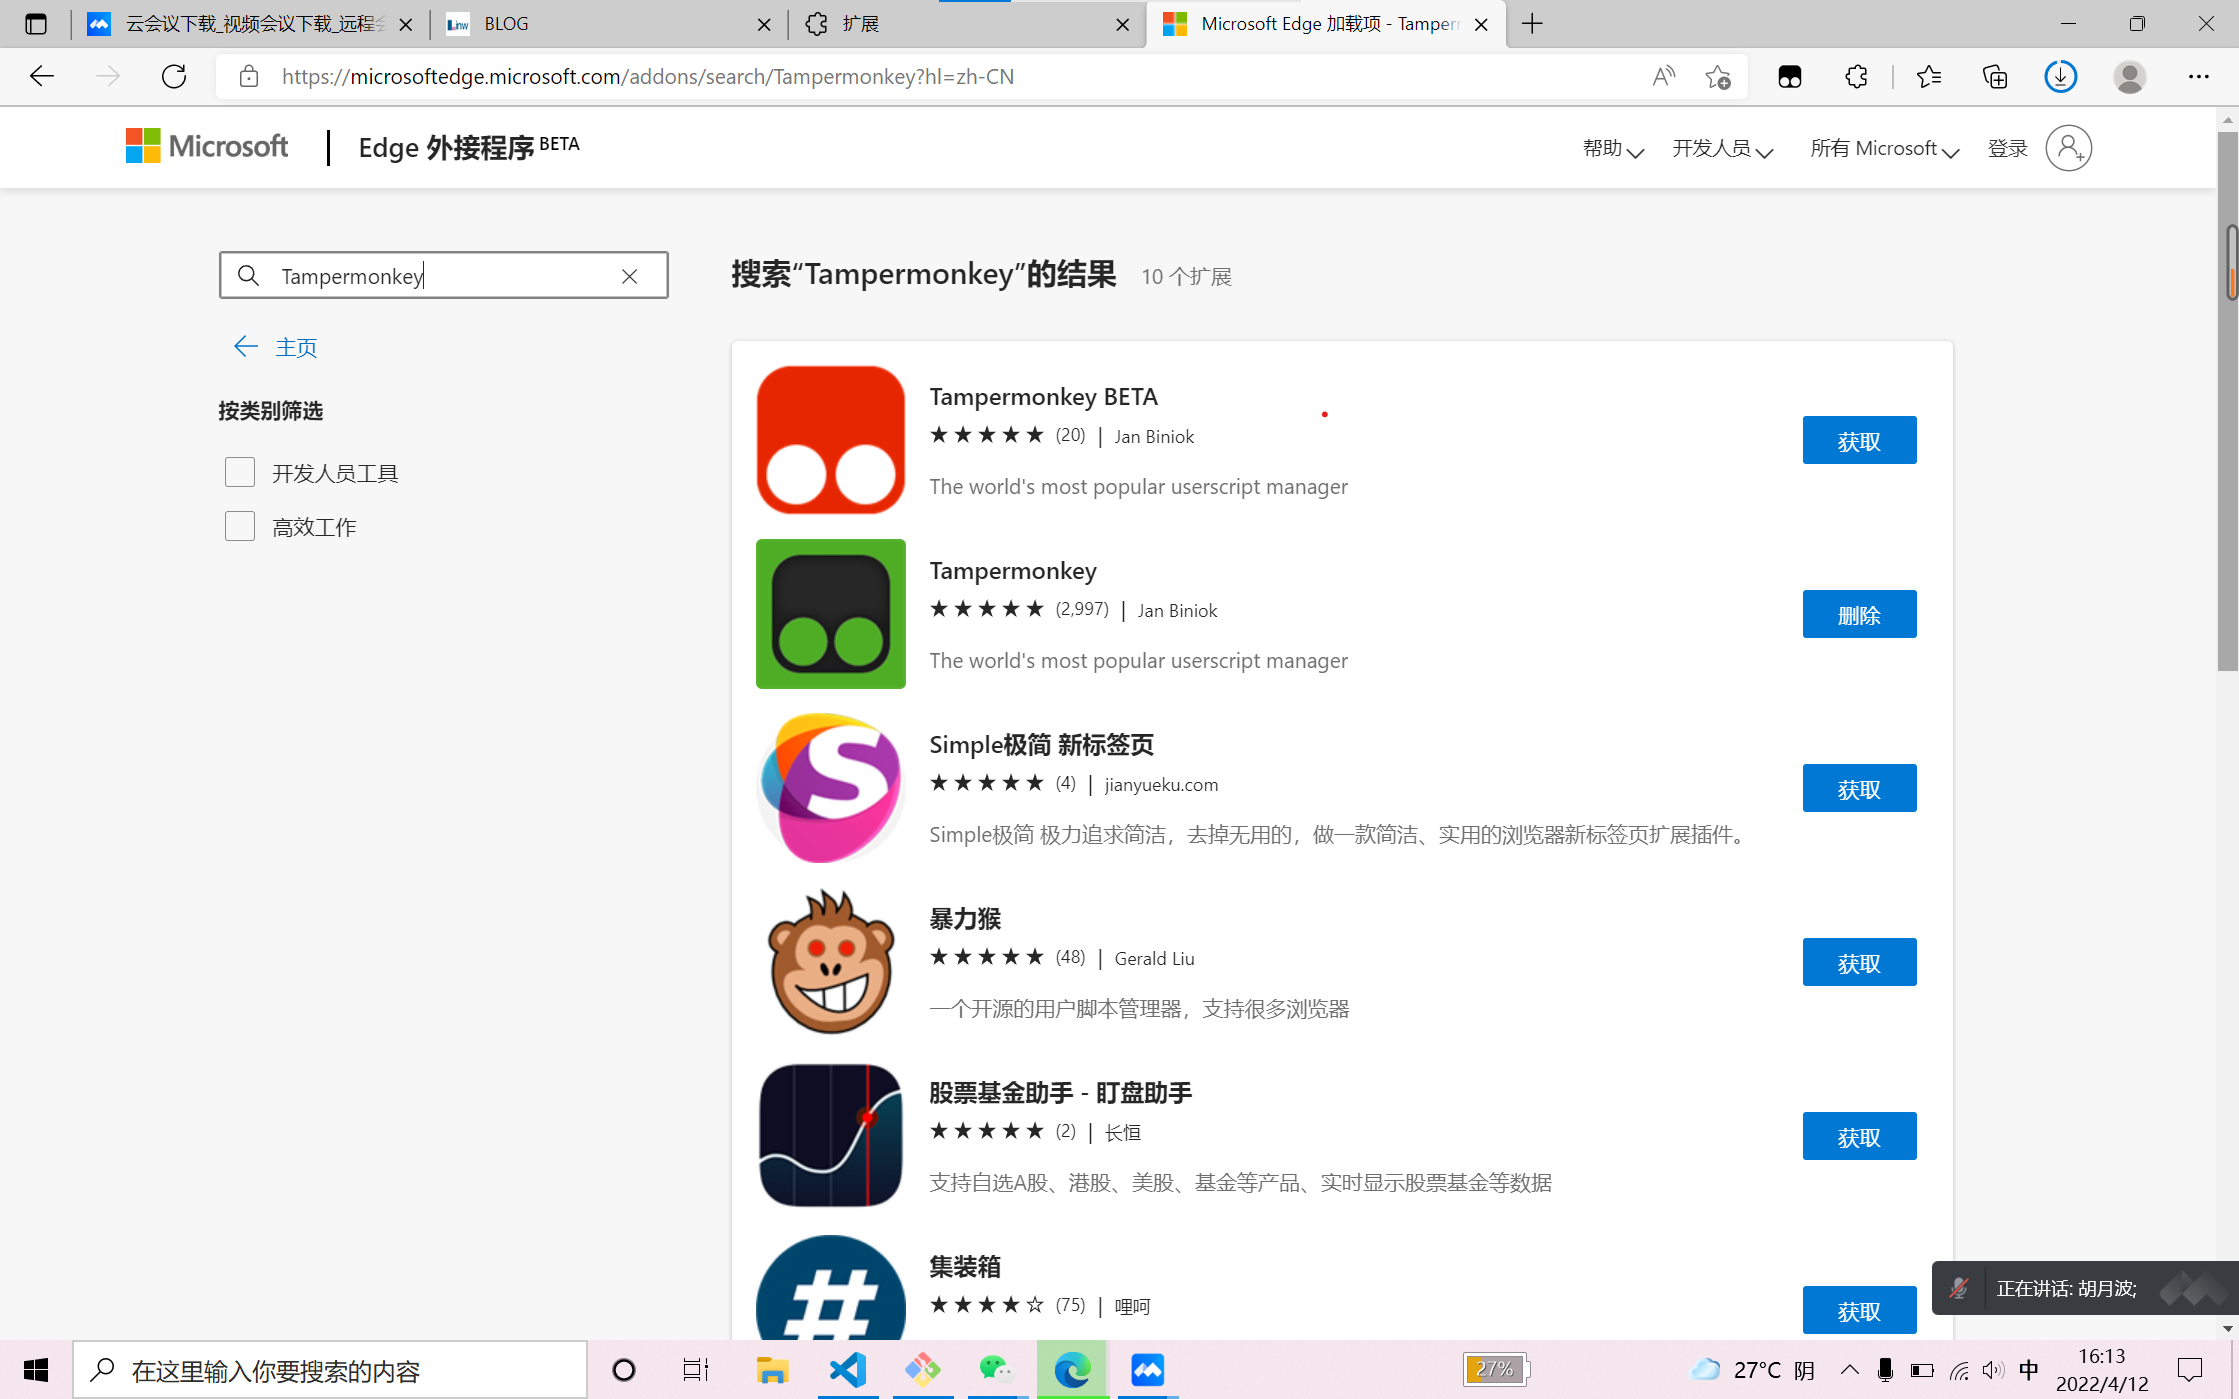 云会议下载_视频会议下载_远程
BLOG
扩展
Microsoft Edge 加载项 - Tamper
https://microsoftedge.microsoft.com/addons/search/Tampermonkey?hl=zh-CN
Microsoft
Edge 外接程序 BETA
帮助
开发人员
所有 Microsoft
登录
Tampermonkey
主页
按类别筛选
开发人员工具
高效工作
搜索“Tampermonkey”的结果 10 个扩展
Tampermonkey BETA
(20) | Jan Biniok
The world's most popular userscript manager
获取
Tampermonkey
(2,997) | Jan Biniok
The world's most popular userscript manager
删除
Simple极简 新标签页
(4) | jianyueku.com
Simple极简 极力追求简洁，去掉无用的，做一款简洁、实用的浏览器新标签页扩展插件。
获取
暴力猴
(48) | Gerald Liu
一个开源的用户脚本管理器，支持很多浏览器
获取
股票基金助手 - 盯盘助手
(2) | 长恒
支持自选A股、港股、美股、基金等产品、实时显示股票基金等数据
获取
集装箱
(75) | 哩呵
获取
正在讲话: 胡月波;
在这里输入你要搜索的内容
27%
27°C 阴
中
16:13
2022/4/12